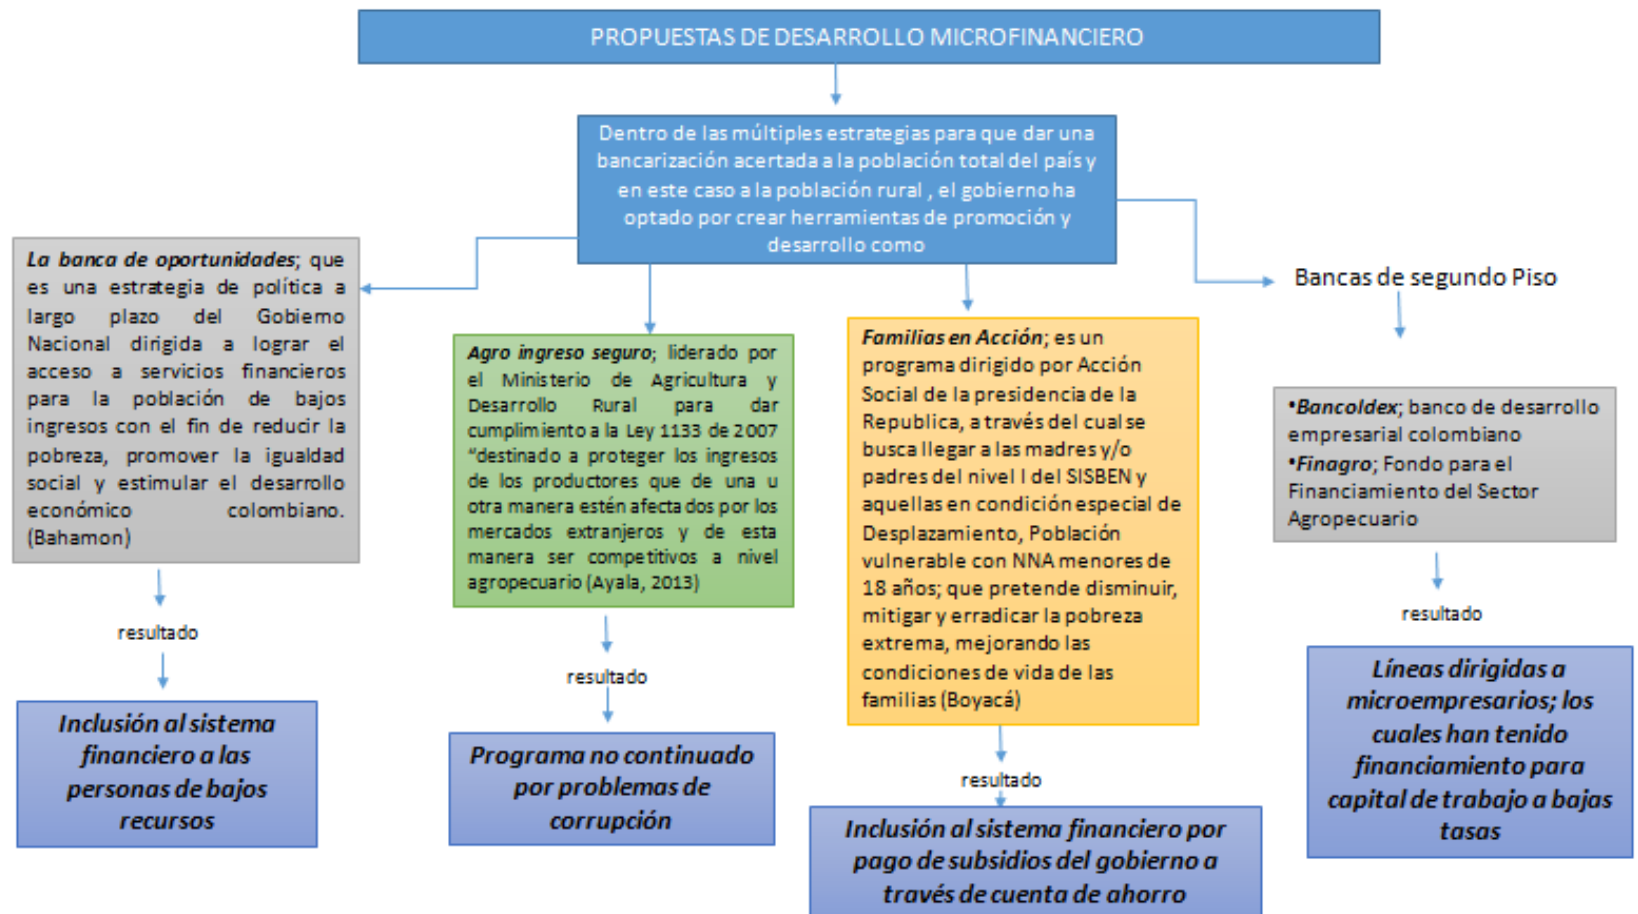 PROPUESTAS DE DESARROLLO MICROFINANCIERO
Dentro de las múltiples estrategias para que dar una
bancarización acertada a la población total del país y
en este caso a la población rural , el gobierno ha
optado por crear herramientas de promoción y
desarrollo como
La banca de oportunidades; que
es una estrategia de política a
largo plazo del Gobierno
Nacional dirigida a lograr el
acceso a servicios financieros
para la población de bajos
ingresos con el fin de reducir la
pobreza, promover la igualdad
social y estimular el desarrollo
económico colombiano.
(Bahamon)
resultado
Inclusión al sistema
financiero a las
personas de bajos
recursos
Agro ingreso seguro; liderado por
el Ministerio de Agricultura y
Desarrollo Rural para dar
cumplimiento a la Ley 1133 de 2007
“destinado a proteger los ingresos
de los productores que de una u
otra manera estén afectados por los
mercados extranjeros y de esta
manera ser competitivos a nivel
agropecuario (Ayala, 2013)
resultado
Programa no continuado
por problemas de
corrupción
Familias en Acción; es un
programa dirigido por Acción
Social de la presidencia de la
Republica, a través del cual se
busca llegar a las madres y/o
padres del nivel I del SISBEN y
aquellas en condición especial de
Desplazamiento, Población
vulnerable con NNA menores de
18 años; que pretende disminuir,
mitigar y erradicar la pobreza
extrema, mejorando las
condiciones de vida de las
familias (Boyacá)
resultado
Inclusión al sistema financiero por
pago de subsidios del gobierno a
través de cuenta de ahorro
Bancas de segundo Piso
•Bancoldex; banco de desarrollo
empresarial colombiano
•Finagro; Fondo para el
Financiamiento del Sector
Agropecuario
resultado
Líneas dirigidas a
microempresarios; los
cuales han tenido
financiamiento para
capital de trabajo a bajas
tasas